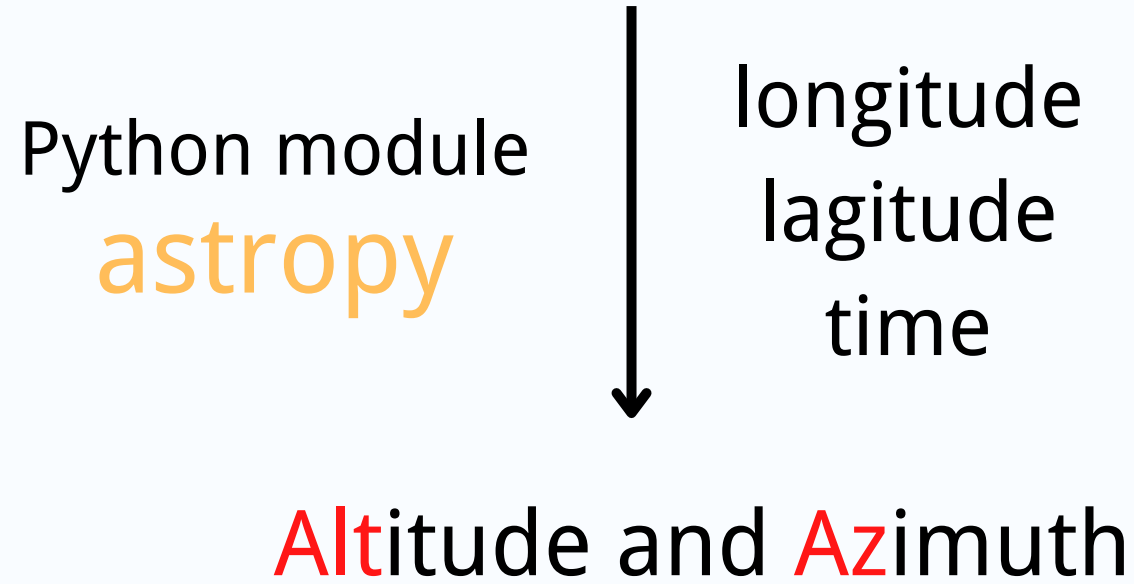 Python module
astropy
longitude
lagitude
time
Altitude and Azimuth